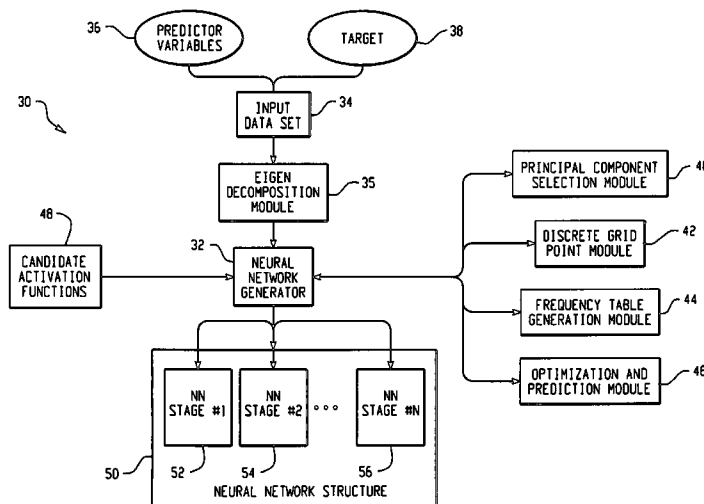 36
PREDICTOR
VARIABLES
TARGET
38
30
INPUT
DATA SET
34
EIGEN
DECOMPOSITION
MODULE
35
PRINCIPAL COMPONENT
SELECTION MODULE
40
48
CANDIDATE
ACTIVATION
FUNCTIONS
32
NEURAL
NETWORK
GENERATOR
DISCRETE GRID
POINT MODULE
42
FREQUENCY TABLE
GENERATION MODULE
44
OPTIMIZATION AND
PREDICTION MODULE
46
NN
STAGE #1
NN
STAGE #2
NN
STAGE #N
50
52
54
56
NEURAL NETWORK STRUCTURE